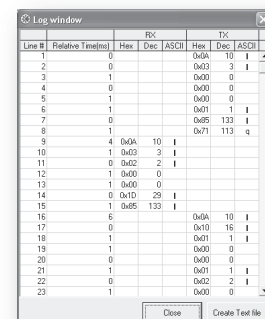 Log window
RX TX
Line # Relative Time(ms) Hex Dec ASCII Hex Dec ASCII
1 0 0x0A 10 I
2 0 0x03 3 I
3 1 0x00 0
4 0 0x00 0
5 1 0x00 0
6 1 0x01 1 I
7 0 0x85 133 I
8 1 0x71 113 q
9 4 0x0A 10 I
10 1 0x03 3 I
11 0 0x02 2 I
12 1 0x00 0
13 1 0x00 0
14 0 0x1D 29 I
15 1 0x85 133 I
16 6 0x0A 10 I
17 0 0x10 16 I
18 1 0x01 1 I
19 1 0x00 0
20 0 0x00 0
21 1 0x01 1 I
22 1 0x02 2 I
23 1 0x00 0
Close Create Text file